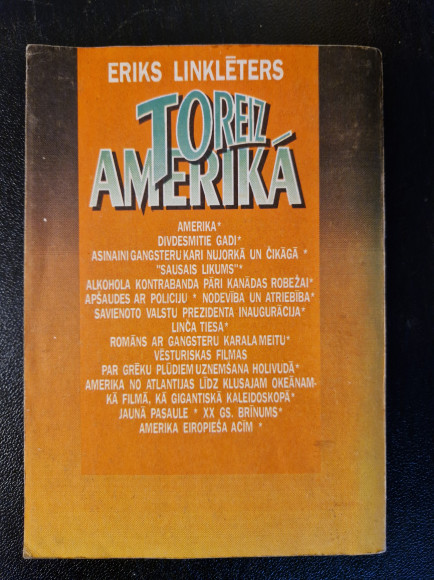 ERIKS LINKLĒTERS
TOREIZ
AMERIKĀ
AMERIKA*
DIVDESMITIE GADI*
ASIŅAINI GANGSTERU KARI ŅUJORKĀ UN ČIKĀGĀ *
"SAUSAIS LIKUMS"*
ALKOHOLA KONTRABANDA PĀRI KANĀDAS ROBEŽAI*
APŠAUDES AR POLICIJU * NODEVĪBA UN ATRIEBĪBA*
SAVIENOTO VALSTU PREZIDENTA INAUGURĀCIJA*
LINČA TIESA*
ROMĀNS AR GANGSTERU KARAĻA MEITU*
VĒSTURISKAS FILMAS
PAR GRĒKU PLŪDIEM UZŅEMŠANA HOLIVUDĀ*
AMERIKA NO ATLANTIJAS LĪDZ KLUSAJAM OKEĀNAM-
KĀ FILMĀ, KĀ GIGANTISKĀ KALEIDOSKOPĀ*
JAUNĀ PASAULE * XX GS. BRĪNUMS*
AMERIKA EIROPIEŠA ACĪM *